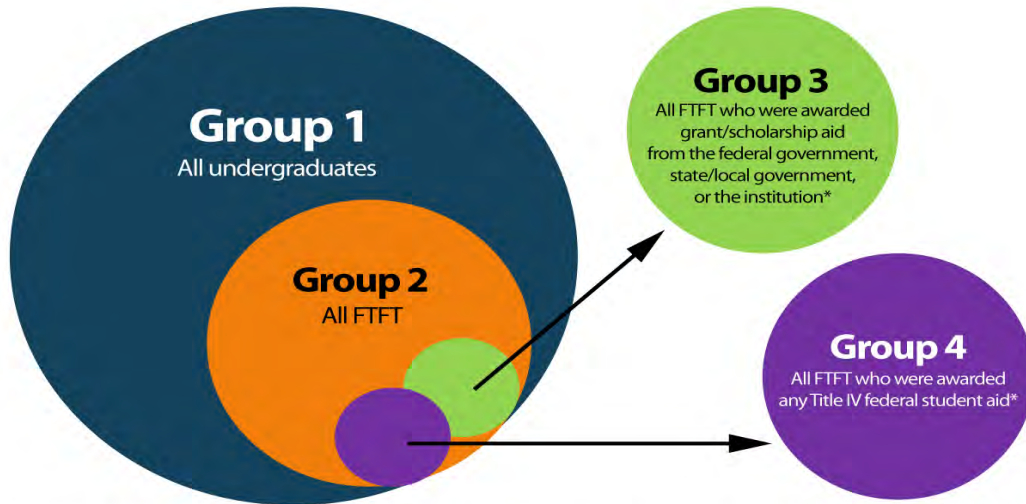 Group 1
All undergraduates
Group 2
All FTFT
Group 3
All FTFT who were awarded
grant/scholarship aid
from the federal government,
state/local government,
or the institution*
Group 4
All FTFT who were awarded
any Title IV federal student aid*